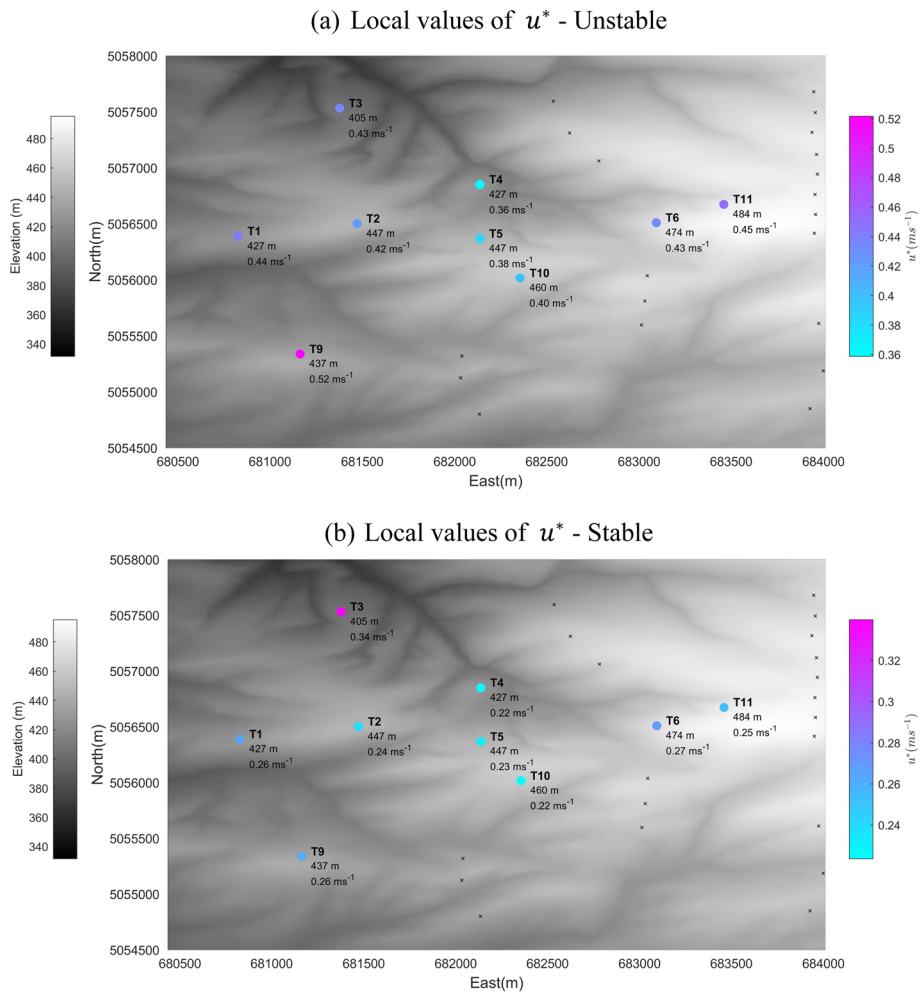 (a) Local values of u* - Unstable
5058000
5057500
5057000
5056500
5056000
5055500
5055000
5054500
North(m)
680500 681000 681500 682000 682500 683000 683500 684000
East(m)
480
460
440
420
400
380
360
340
Elevation (m)
T3
405 m
0.43 ms⁻¹
T4
427 m
0.36 ms⁻¹
T11
484 m
0.45 ms⁻¹
T1
427 m
0.44 ms⁻¹
T2
447 m
0.42 ms⁻¹
T5
447 m
0.38 ms⁻¹
T6
474 m
0.43 ms⁻¹
T10
460 m
0.40 ms⁻¹
T9
437 m
0.52 ms⁻¹
0.52
0.5
0.48
0.46
0.44
0.42
0.4
0.38
0.36
u* (ms⁻¹)
(b) Local values of u* - Stable
5058000
5057500
5057000
5056500
5056000
5055500
5055000
5054500
North(m)
680500 681000 681500 682000 682500 683000 683500 684000
East(m)
480
460
440
420
400
380
360
340
Elevation (m)
T3
405 m
0.34 ms⁻¹
T4
427 m
0.22 ms⁻¹
T11
484 m
0.25 ms⁻¹
T1
427 m
0.26 ms⁻¹
T2
447 m
0.24 ms⁻¹
T5
447 m
0.23 ms⁻¹
T6
474 m
0.27 ms⁻¹
T10
460 m
0.22 ms⁻¹
T9
437 m
0.26 ms⁻¹
0.32
0.3
0.28
0.26
0.24
u* (ms⁻¹)